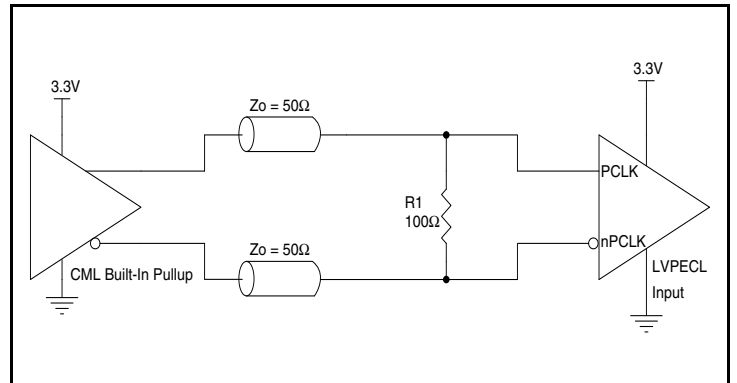 3.3V
3.3V
Zo = 50Ω
PCLK
R1
100Ω
Zo = 50Ω
nPCLK
CML Built-In Pullup
LVPECL
Input